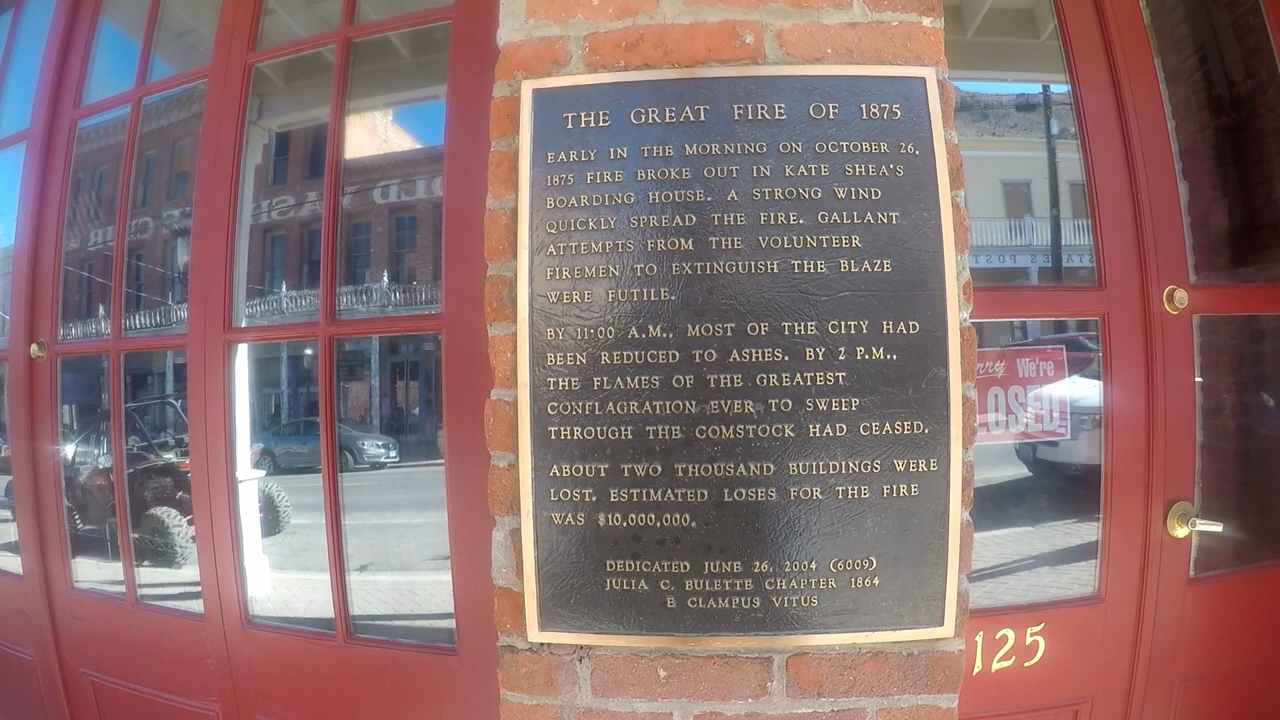 THE GREAT FIRE OF 1875
EARLY IN THE MORNING ON OCTOBER 26,
1875 FIRE BROKE OUT IN KATE SHEA'S
BOARDING HOUSE. A STRONG WIND
QUICKLY SPREAD THE FIRE. GALLANT
ATTEMPTS FROM THE VOLUNTEER
FIREMEN TO EXTINGUISH THE BLAZE
WERE FUTILE.
BY 11:00 A.M., MOST OF THE CITY HAD
BEEN REDUCED TO ASHES. BY 2 P.M.,
THE FLAMES OF THE GREATEST
CONFLAGRATION EVER TO SWEEP
THROUGH THE COMSTOCK HAD CEASED.
ABOUT TWO THOUSAND BUILDINGS WERE
LOST. ESTIMATED LOSES FOR THE FIRE
WAS $10,000,000.
DEDICATED JUNE 26, 2004 (6009)
JULIA C. BULETTE CHAPTER 1864
E CLAMPUS VITUS
We're
125